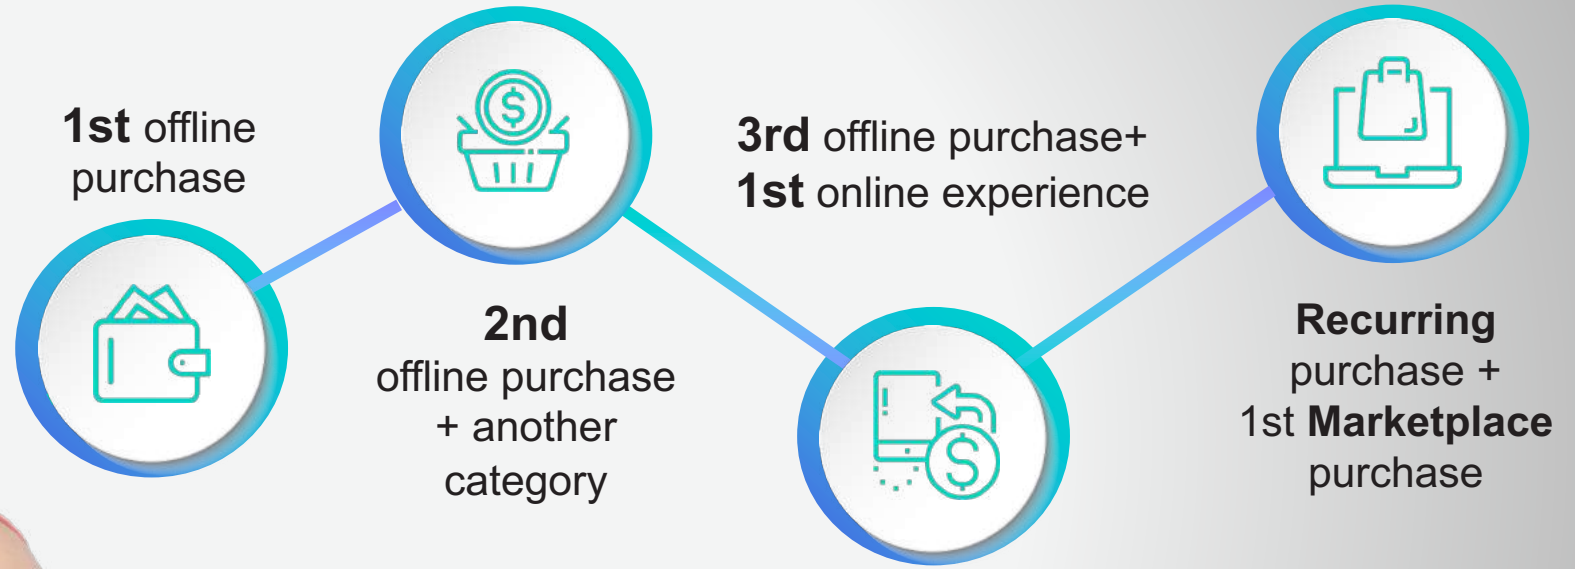 1st offline
purchase
2nd
offline purchase
+ another
category
3rd offline purchase+
1st online experience
Recurring
purchase +
1st Marketplace
purchase